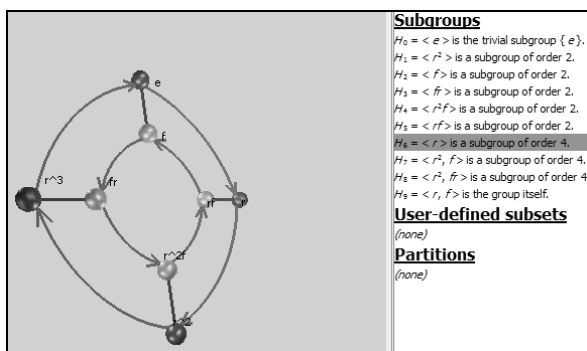 e
f
r^3
fr
rf
r
r^2f
r^2
Subgroups
H₀ = < e > is the trivial subgroup { e}.
H₁ = < r² > is a subgroup of order 2.
H₂ = < f> is a subgroup of order 2.
H₃ = < fr> is a subgroup of order 2.
H₄ = < r²f> is a subgroup of order 2.
H₅ = < rf> is a subgroup of order 2.
H₆ = < r> is a subgroup of order 4.
H₇ = < r², f> is a subgroup of order 4.
H₈ = < r², fr> is a subgroup of order 4
H₉ = < r, f> is the group itself.
User-defined subsets
(none)
Partitions
(none)